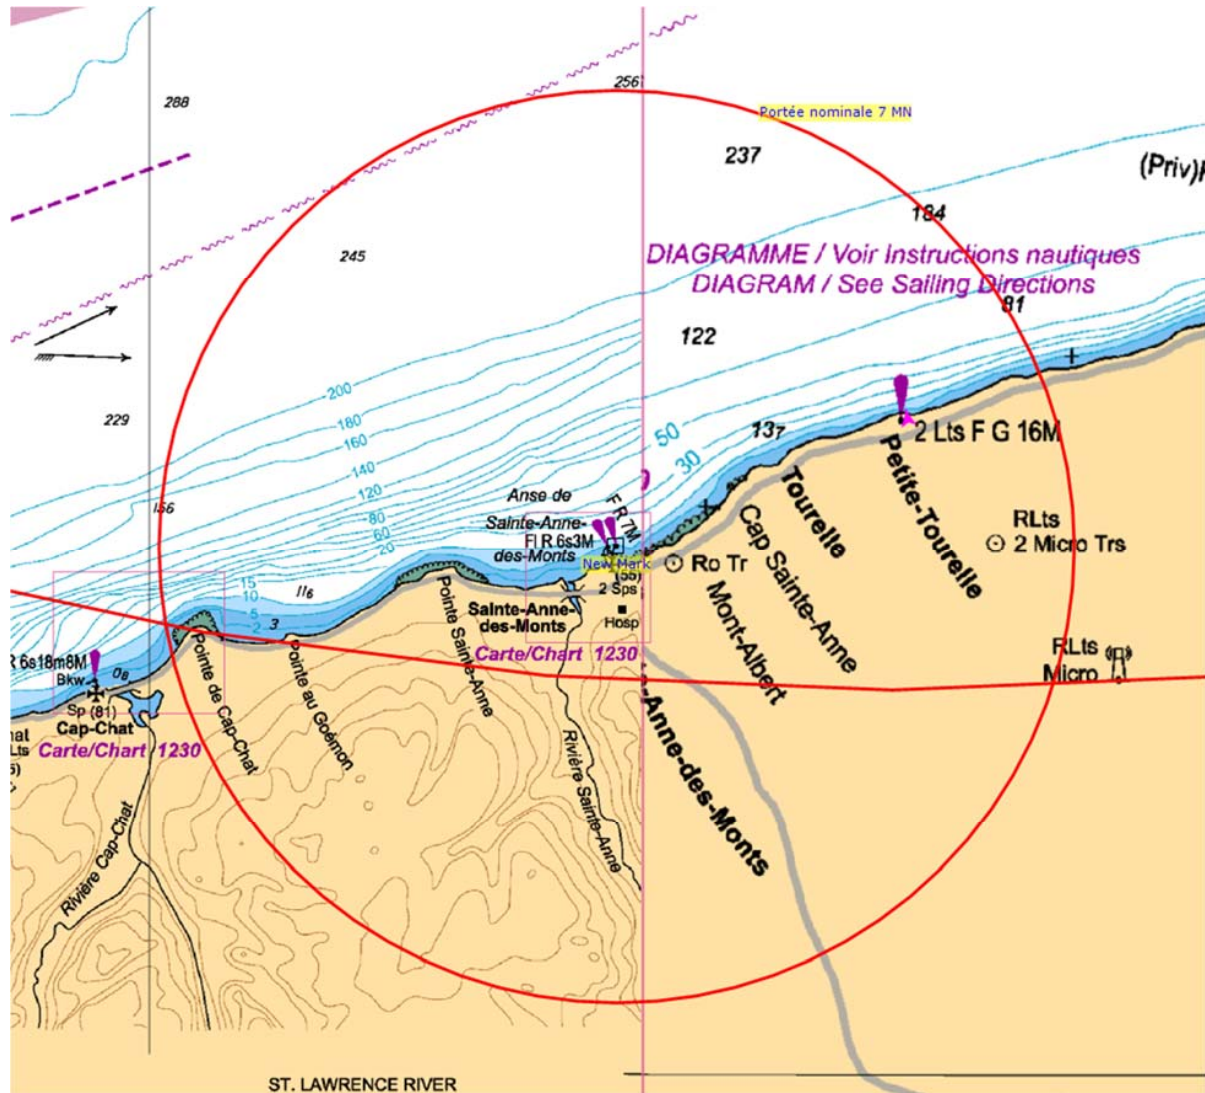 256
288
Portée nominale 7 MN
237
(Priv)
184
245
DIAGRAMME / Voir Instructions nautiques
DIAGRAM / See Sailing Directions
81
122
200
229
180
160
50
137
2 Lts F G 16M
140
30
120
Petite-Tourelle
Tourelle
156
80
60
20
Anse de
Sainte-Anne-
des-Monts
F R 7M
Fl R 6s3M
Cap Sainte-Anne
RLts
2 Micro Trs
New Mark
(55)
Ro Tr
15
10
5
2
116
3
2 Sps
Sainte-Anne-
des-Monts
Hosp
Mont-Albert
Pointe Sainte-Anne
Pointe au Goémon
Pointe de Cap-Chat
Carte/Chart 1230
RLts
Micro
R 6s18m8M
Bkw
08
Sp (81)
Cap-Chat
Carte/Chart 1230
-Anne-des-Monts
Rivière Sainte-Anne
Rivière Cap-Chat
ST. LAWRENCE RIVER